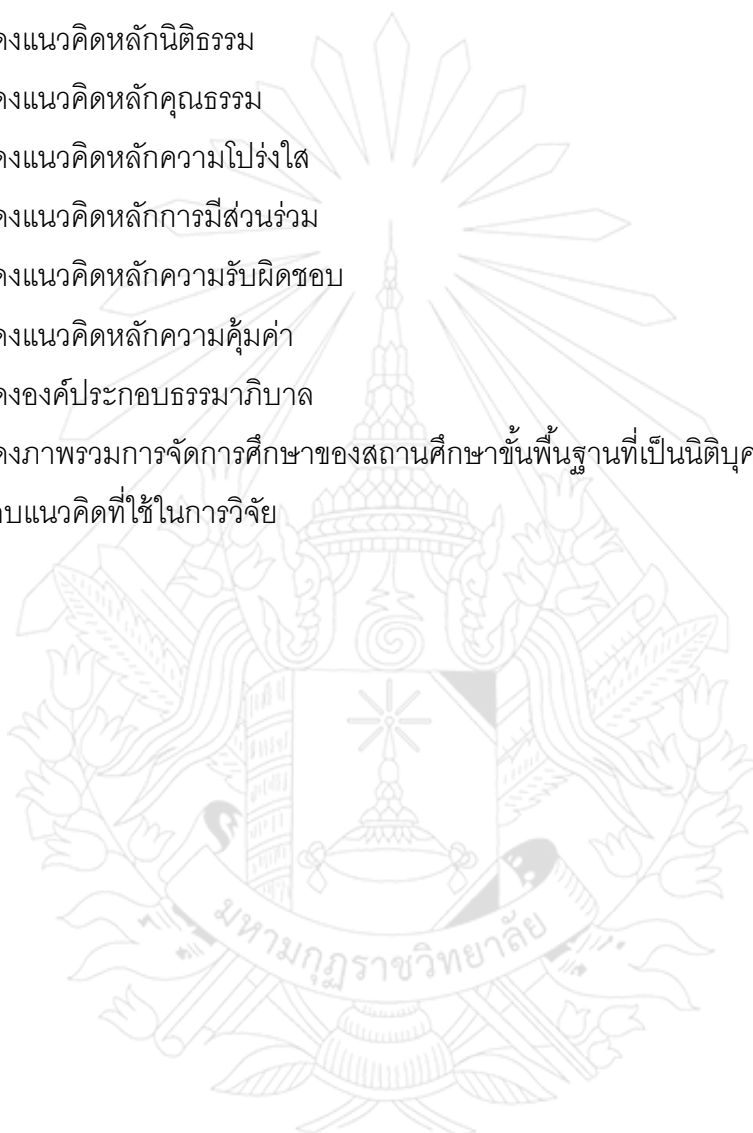 งแนวคิดหลักนิติธรรม
งแนวคิดหลักคุณธรรม
งแนวคิดหลักความโปร่งใส
งแนวคิดหลักการมีส่วนร่วม
งแนวคิดหลักความรับผิดชอบ
งแนวคิดหลักความคุ้มค่า
งองค์ประกอบธรรมาภิบาล
งภาพรวมการจัดการศึกษาของสถานศึกษาขั้นพื้นฐานที่เป็นนิติบุค
บแนวคิดที่ใช้ในการวิจัย
มหามกุฏราชวิทยาลัย